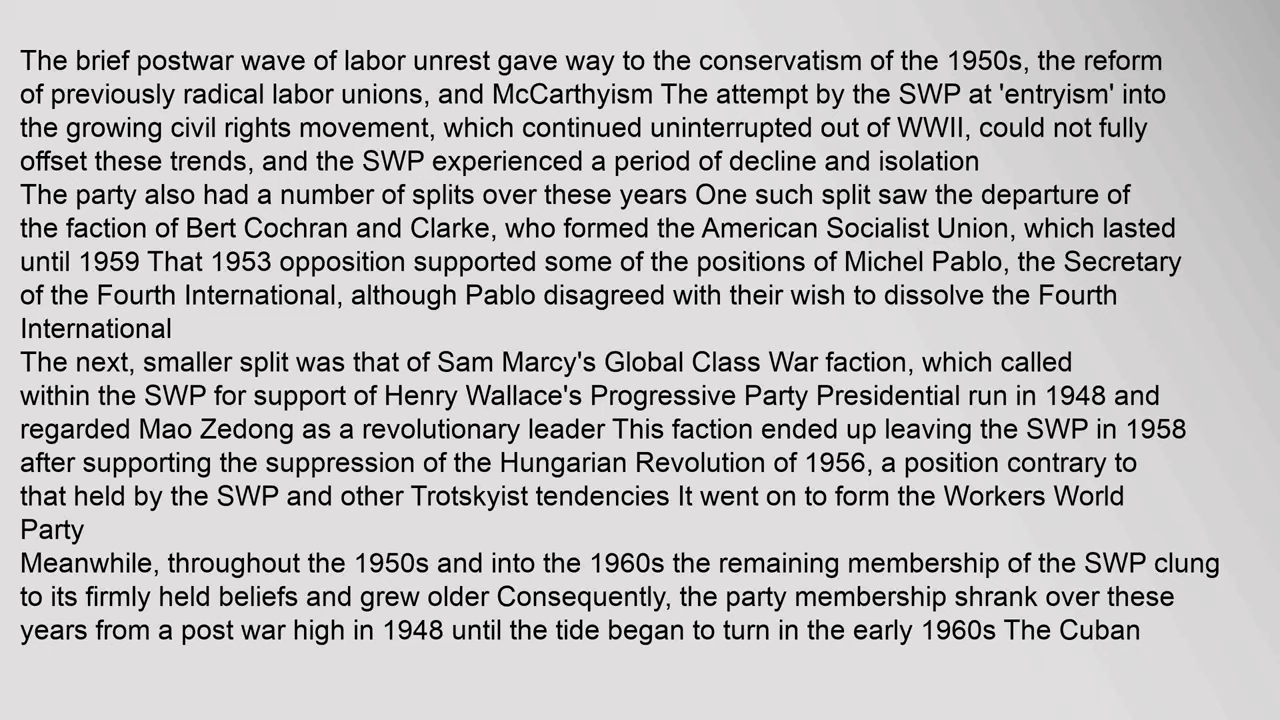 The brief postwar wave of labor unrest gave way to the conservatism of the 1950s, the reform
of previously radical labor unions, and McCarthyism The attempt by the SWP at 'entryism' into
the growing civil rights movement, which continued uninterrupted out of WWII, could not fully
offset these trends, and the SWP experienced a period of decline and isolation
The party also had a number of splits over these years One such split saw the departure of
the faction of Bert Cochran and Clarke, who formed the American Socialist Union, which lasted
until 1959 That 1953 opposition supported some of the positions of Michel Pablo, the Secretary
of the Fourth International, although Pablo disagreed with their wish to dissolve the Fourth
International
The next, smaller split was that of Sam Marcy's Global Class War faction, which called
within the SWP for support of Henry Wallace's Progressive Party Presidential run in 1948 and
regarded Mao Zedong as a revolutionary leader This faction ended up leaving the SWP in 1958
after supporting the suppression of the Hungarian Revolution of 1956, a position contrary to
that held by the SWP and other Trotskyist tendencies It went on to form the Workers World
Party
Meanwhile, throughout the 1950s and into the 1960s the remaining membership of the SWP clung
to its firmly held beliefs and grew older Consequently, the party membership shrank over these
years from a post war high in 1948 until the tide began to turn in the early 1960s The Cuban